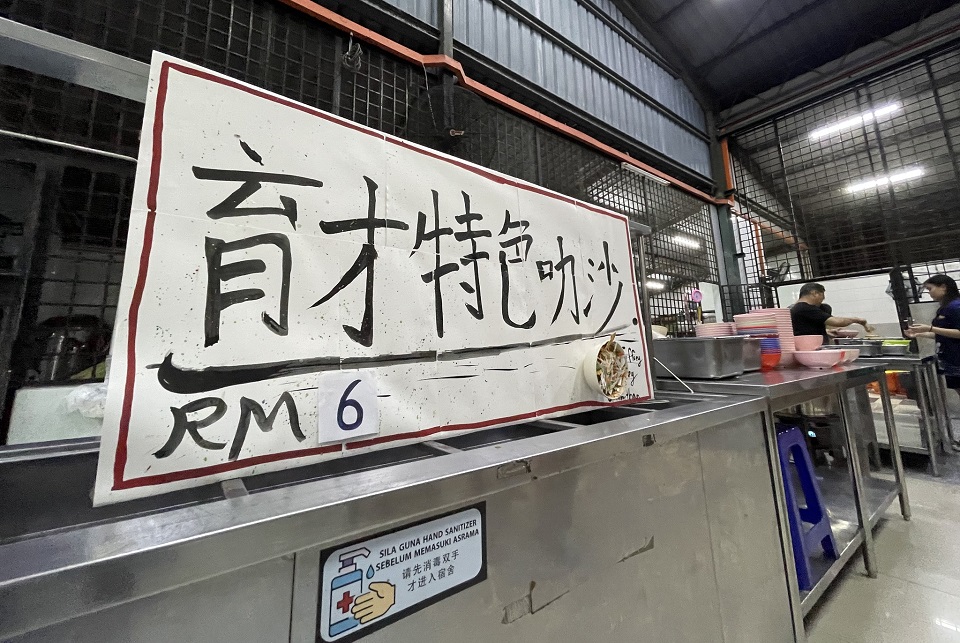 育才特色叻沙.
RM 6
SILA GUNA HAND SANITIZER
SEBELUM MEMASUKI ASRAMA
请先消毒双手
才进入宿舍